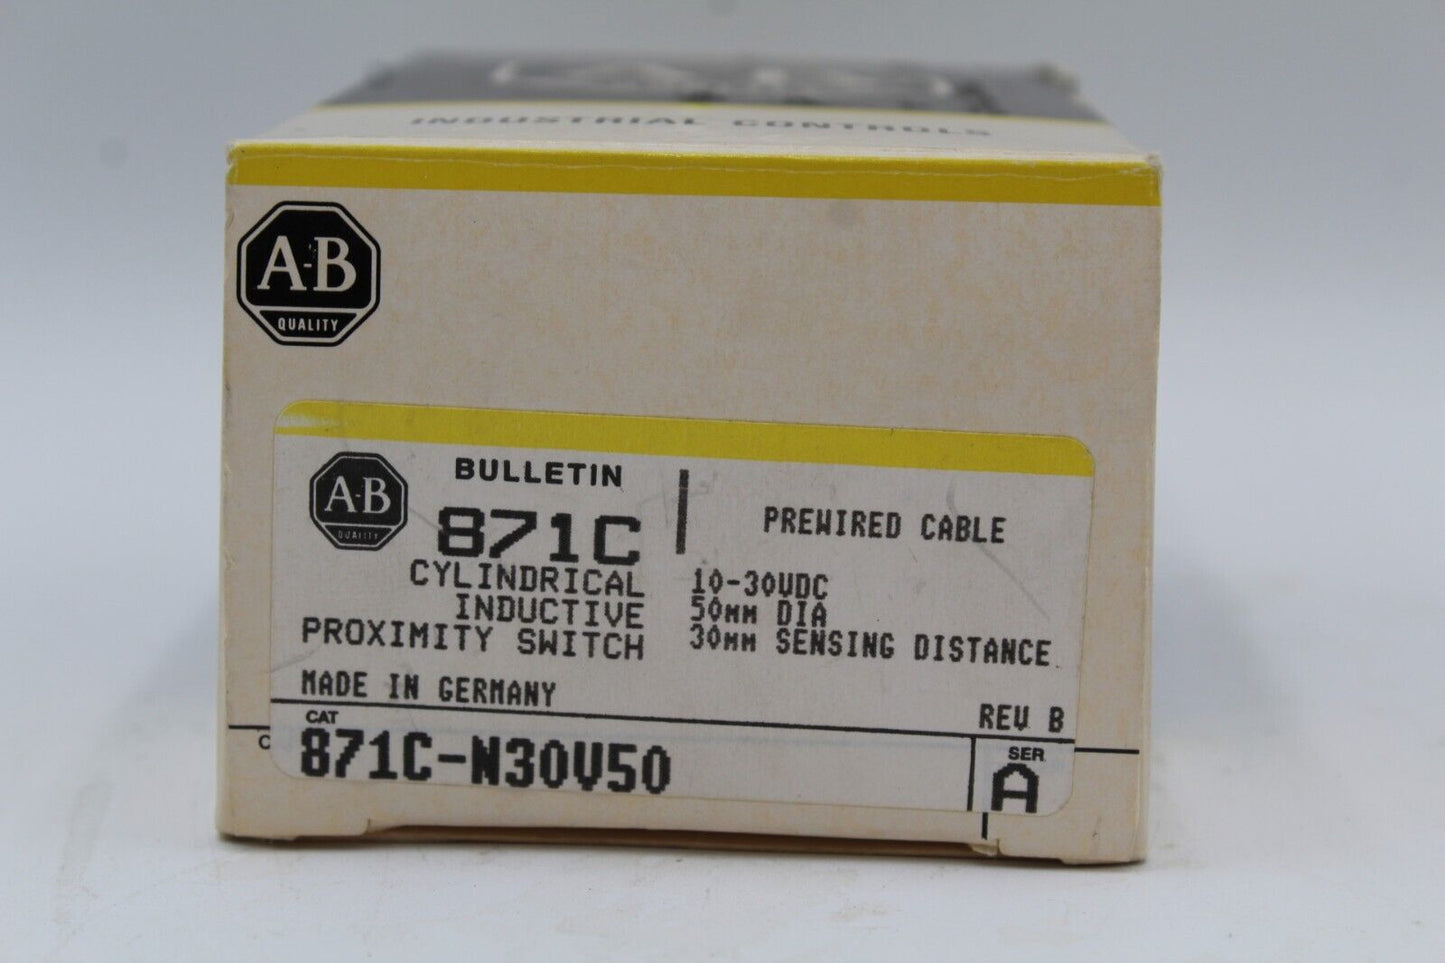 INDUSTRIAL CONTROLS
A-B
QUALITY
A-B
QUALITY
BULLETIN
871C
PREWIRED CABLE
CYLINDRICAL
INDUCTIVE
PROXIMITY SWITCH
10-30VDC
50mm DIA
30mm SENSING DISTANCE
MADE IN GERMANY
REV B
CAT
871C-N30V50
SER
A